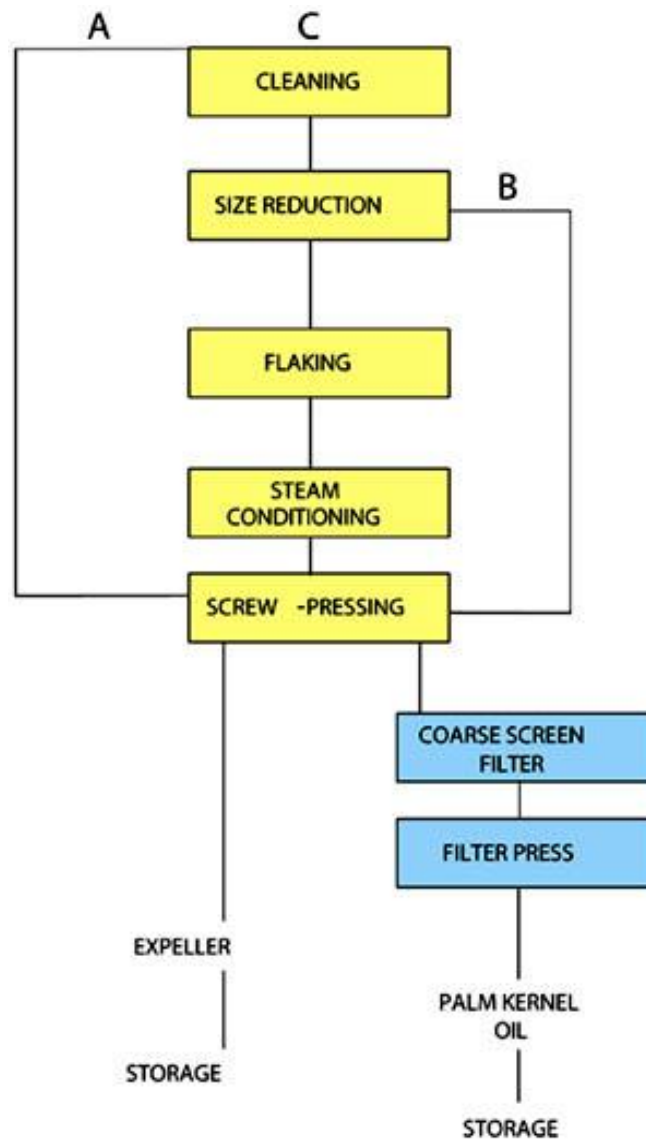 A
C
CLEANING
SIZE REDUCTION
B
FLAKING
STEAM
CONDITIONING
SCREW -PRESSING
COARSE SCREEN
FILTER
FILTER PRESS
EXPELLER
PALM KERNEL
OIL
STORAGE
STORAGE